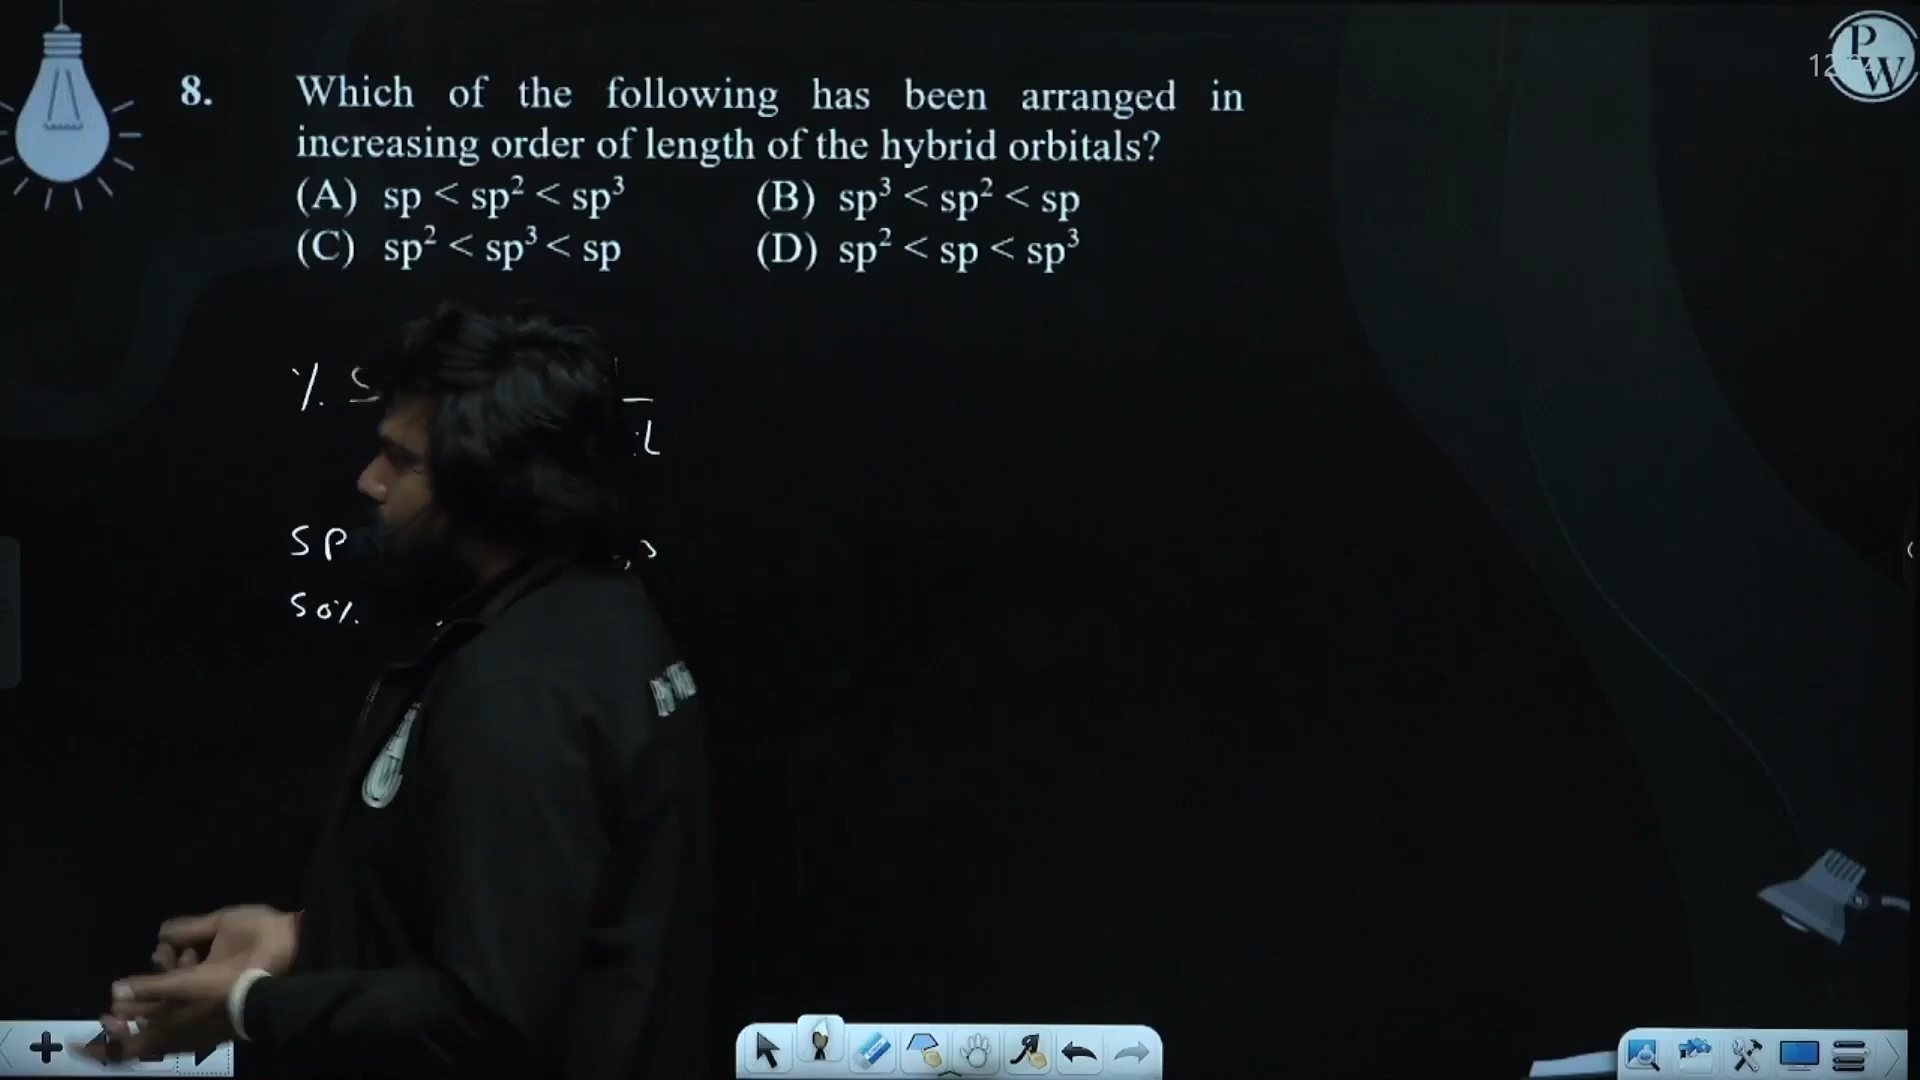 PW
8. Which of the following has been arranged in
increasing order of length of the hybrid orbitals?
(A) sp < sp² < sp³ (B) sp³ < sp² < sp
(C) sp² < sp³ < sp (D) sp² < sp < sp³
% S
SP
50%